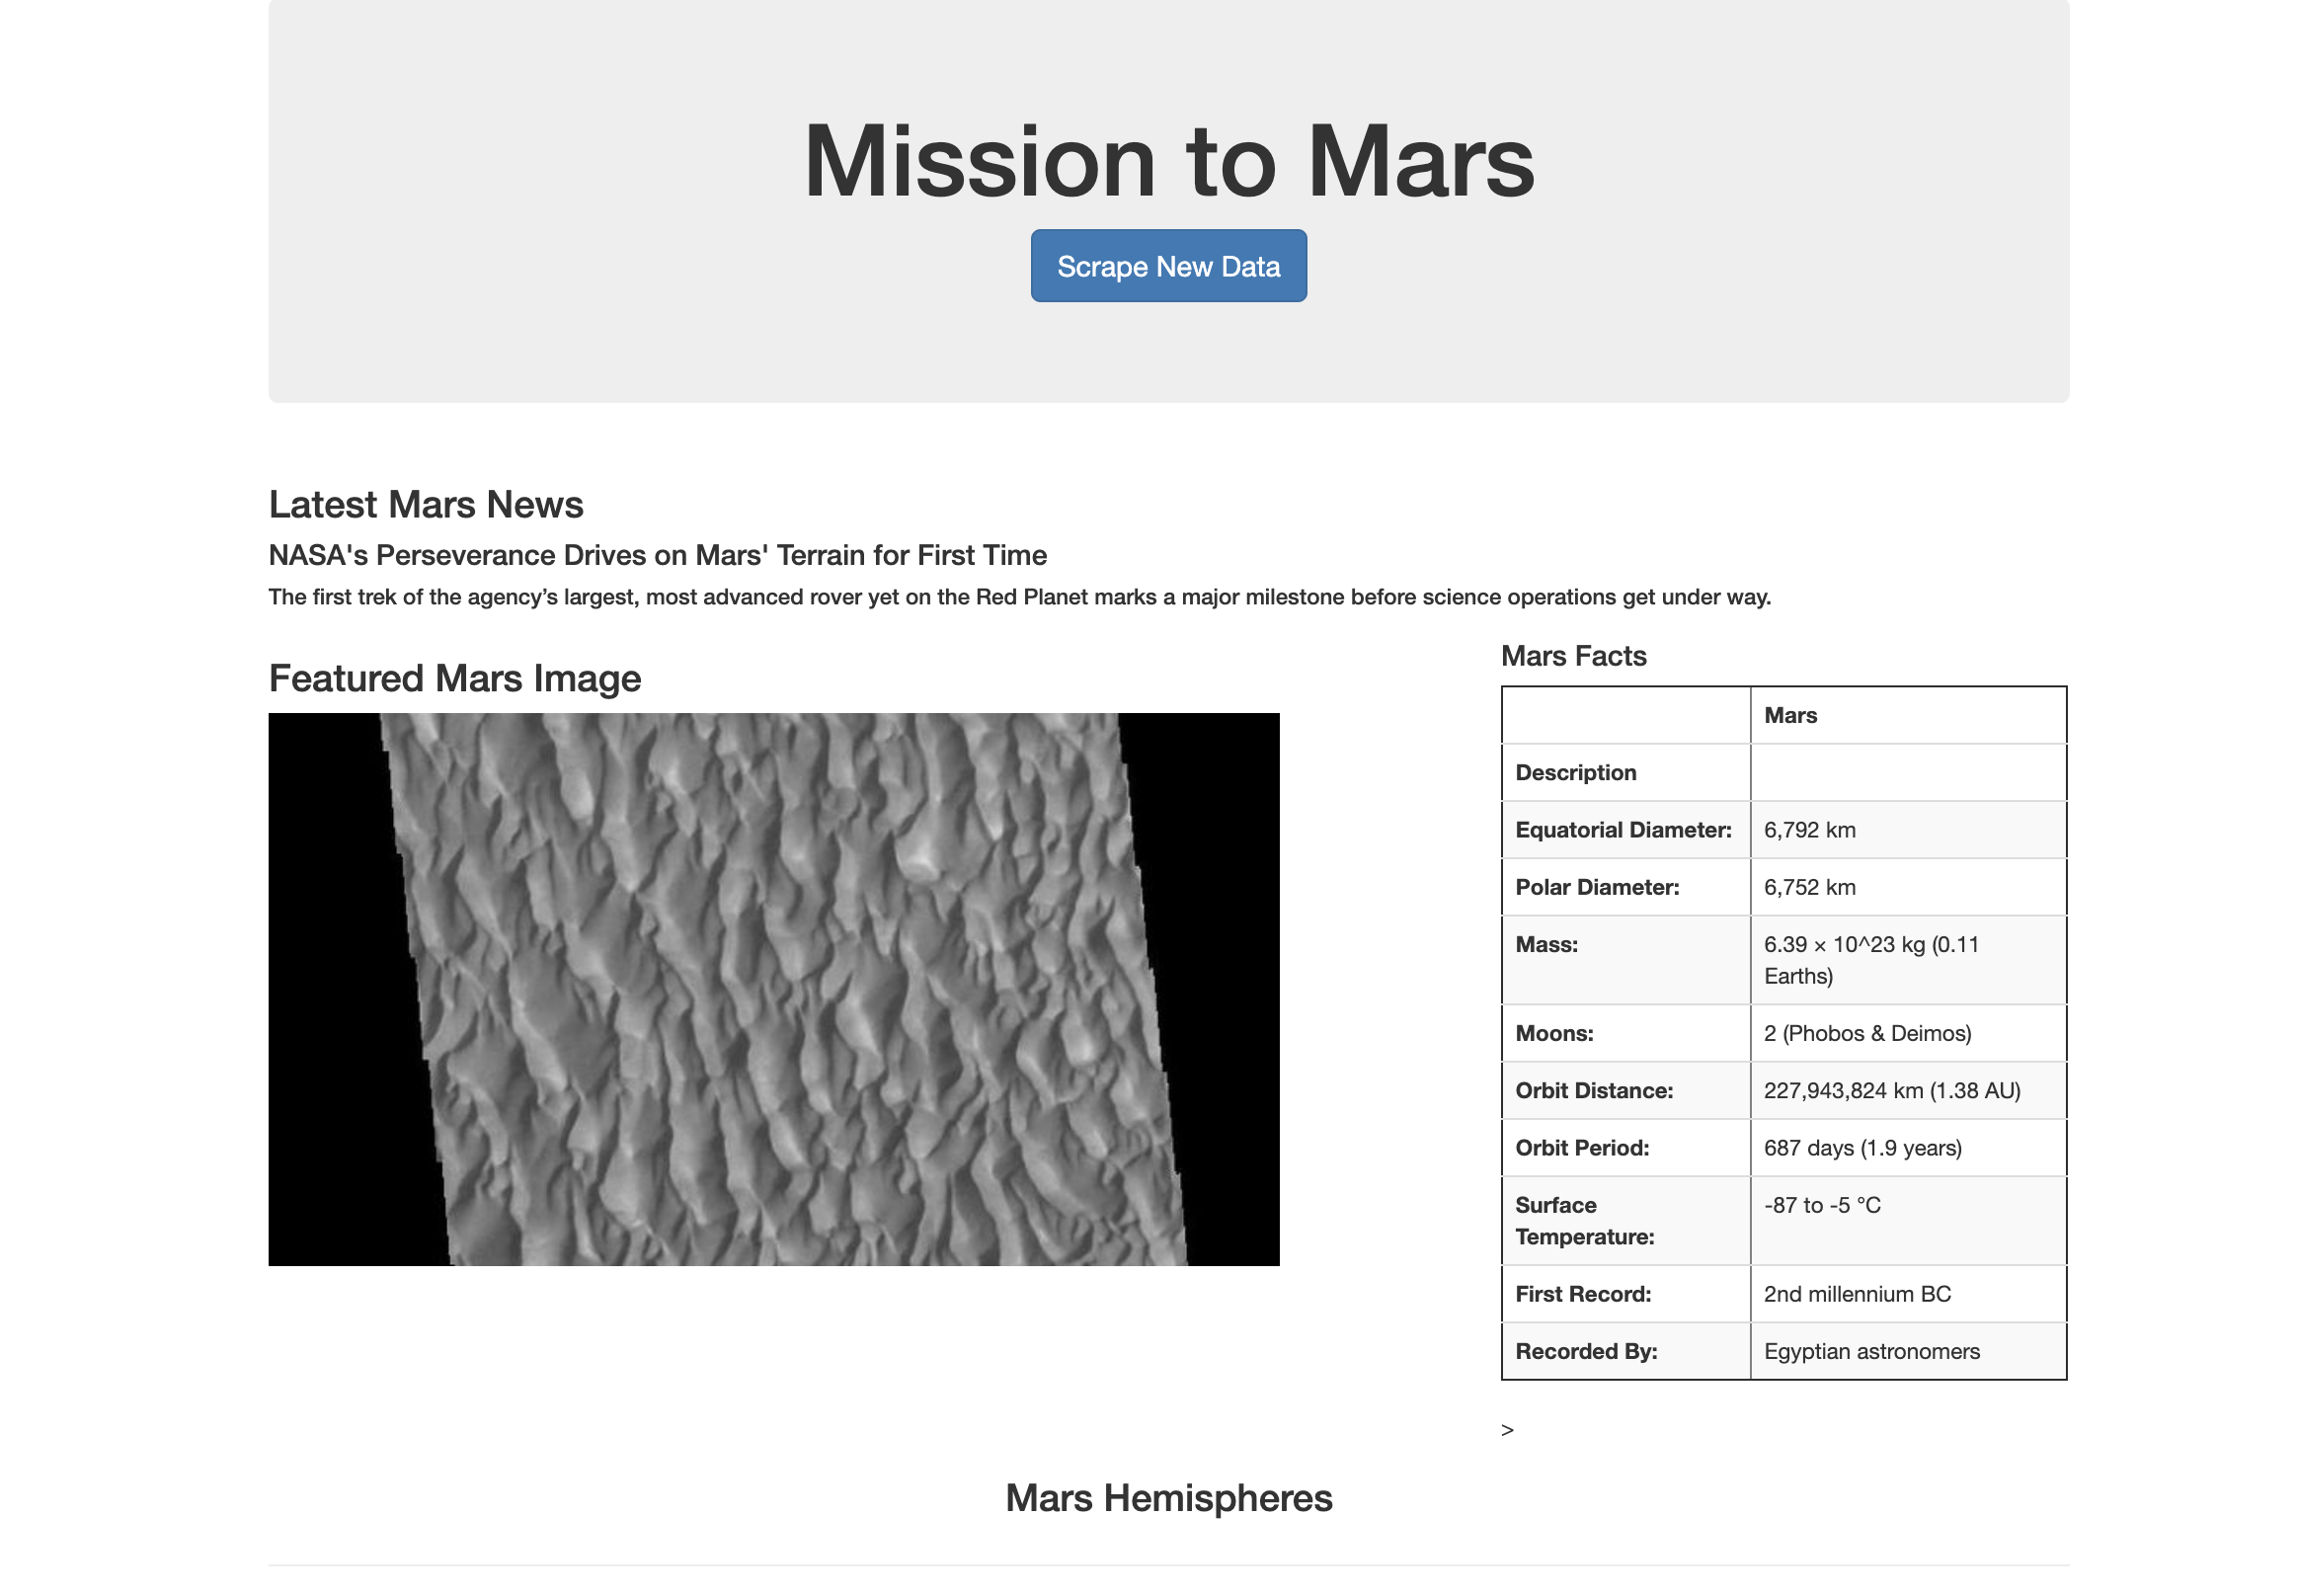 Mission to Mars
Scrape New Data
Latest Mars News
NASA's Perseverance Drives on Mars' Terrain for First Time
The first trek of the agency’s largest, most advanced rover yet on the Red Planet marks a major milestone before science operations get under way.
Featured Mars Image
Mars Facts
Mars
Description
Equatorial Diameter: 6,792 km
Polar Diameter: 6,752 km
Mass: 6.39 × 10^23 kg (0.11
Earths)
Moons: 2 (Phobos & Deimos)
Orbit Distance: 227,943,824 km (1.38 AU)
Orbit Period: 687 days (1.9 years)
Surface -87 to -5 °C
Temperature:
First Record: 2nd millennium BC
Recorded By: Egyptian astronomers
>
Mars Hemispheres